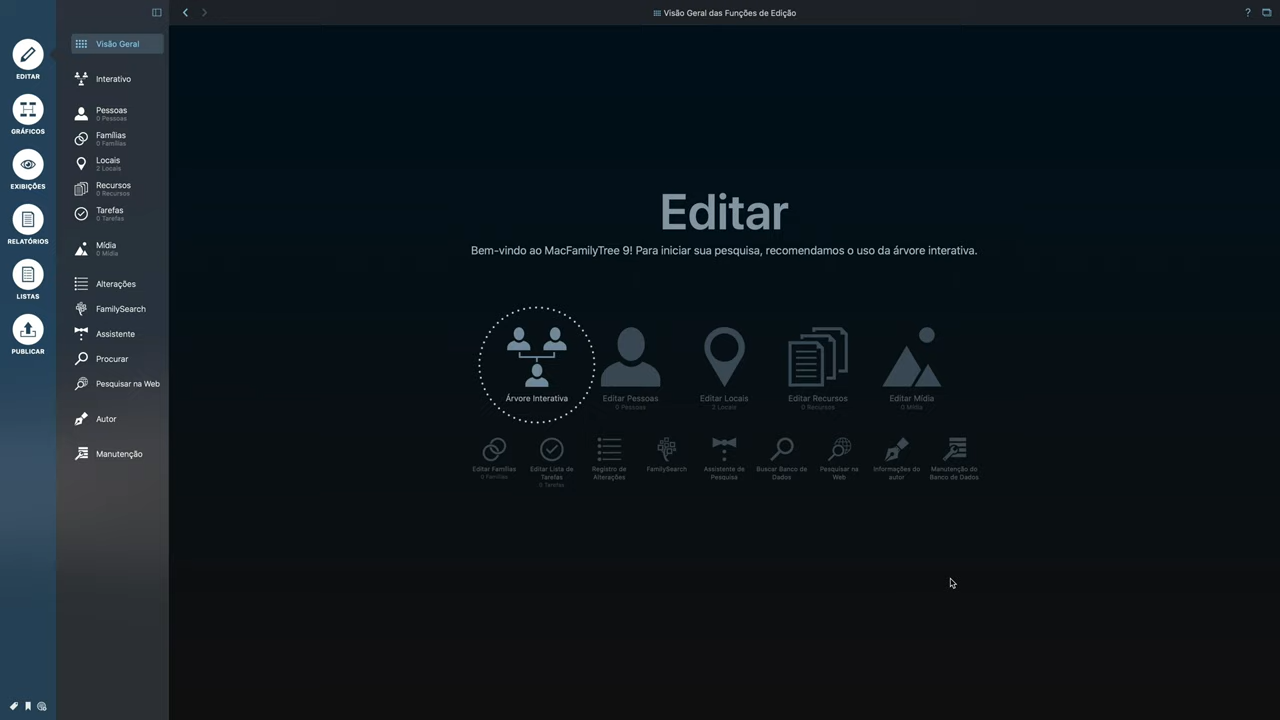 Visão Geral das Funções de Edição
?
EDITAR
GRÁFICOS
EXIBIÇÕES
RELATÓRIOS
LISTAS
PUBLICAR
Visão Geral
Interativo
Pessoas
0 Pessoas
Famílias
0 Famílias
Locais
2 Locais
Recursos
0 Recursos
Tarefas
0 Tarefas
Mídia
0 Mídia
Alterações
FamilySearch
Assistente
Procurar
Pesquisar na Web
Autor
Manutenção
Editar
Bem-vindo ao MacFamilyTree 9! Para iniciar sua pesquisa, recomendamos o uso da árvore interativa.
Árvore Interativa
Editar Pessoas
0 Pessoas
Editar Locais
2 Locais
Editar Recursos
0 Recursos
Editar Mídia
0 Mídia
Editar Famílias
0 Famílias
Editar Lista de
Tarefas
0 Tarefas
Registro de
Alterações
FamilySearch
Assistente de
Pesquisa
Buscar Banco de
Dados
Pesquisar na
Web
Informações do
autor
Manutenção do
Banco de Dados